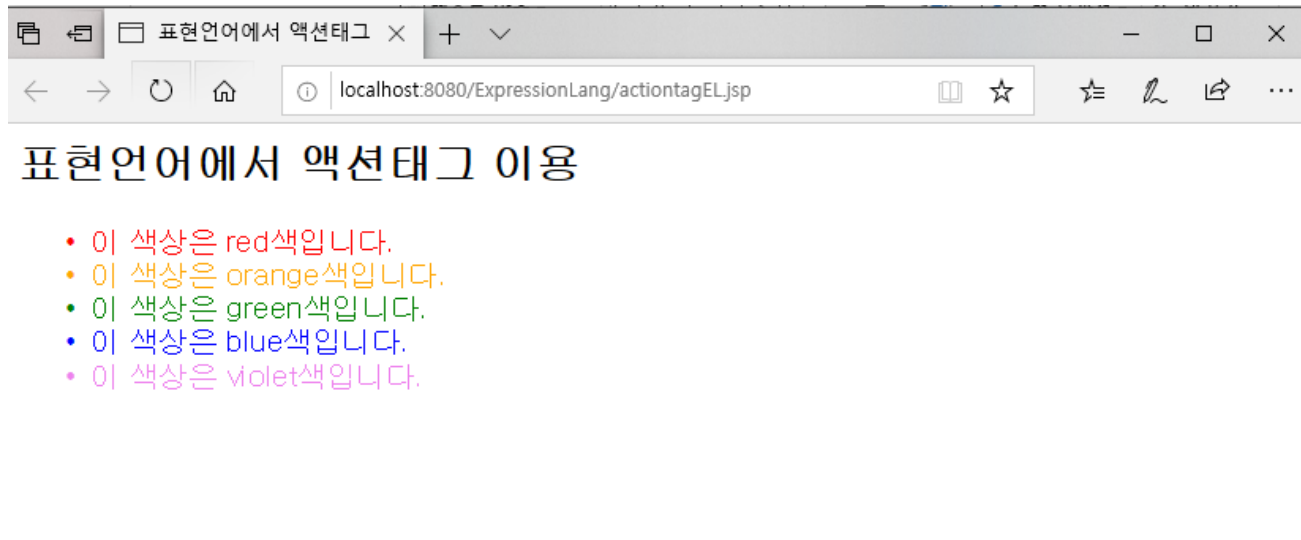 표현언어에서 액션태그
localhost:8080/ExpressionLang/actiontagEL.jsp
표현언어에서 액션태그 이용
• 이 색상은 red색입니다.
• 이 색상은 orange색입니다.
• 이 색상은 green색입니다.
• 이 색상은 blue색입니다.
• 이 색상은 violet색입니다.